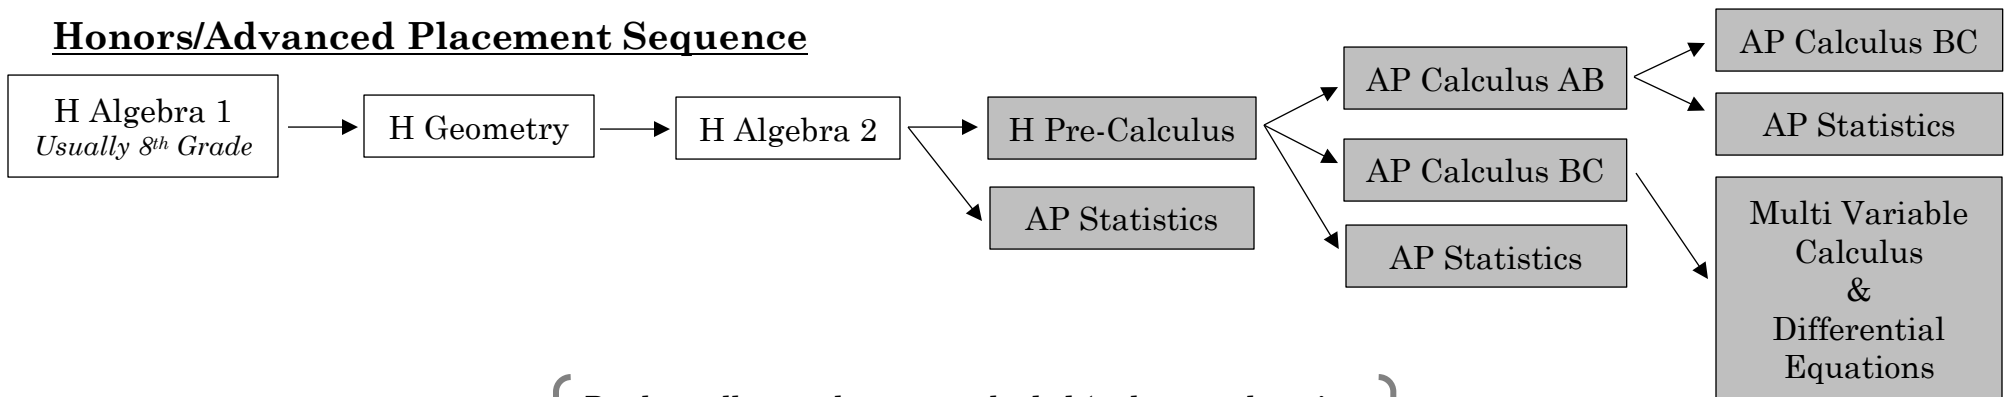 Honors/Advanced Placement Sequence
H Algebra 1
Usually 8th Grade
H Geometry
H Algebra 2
H Pre-Calculus
AP Statistics
AP Calculus AB
AP Calculus BC
AP Statistics
AP Calculus BC
AP Statistics
Multi Variable
Calculus
&
Differential
Equations